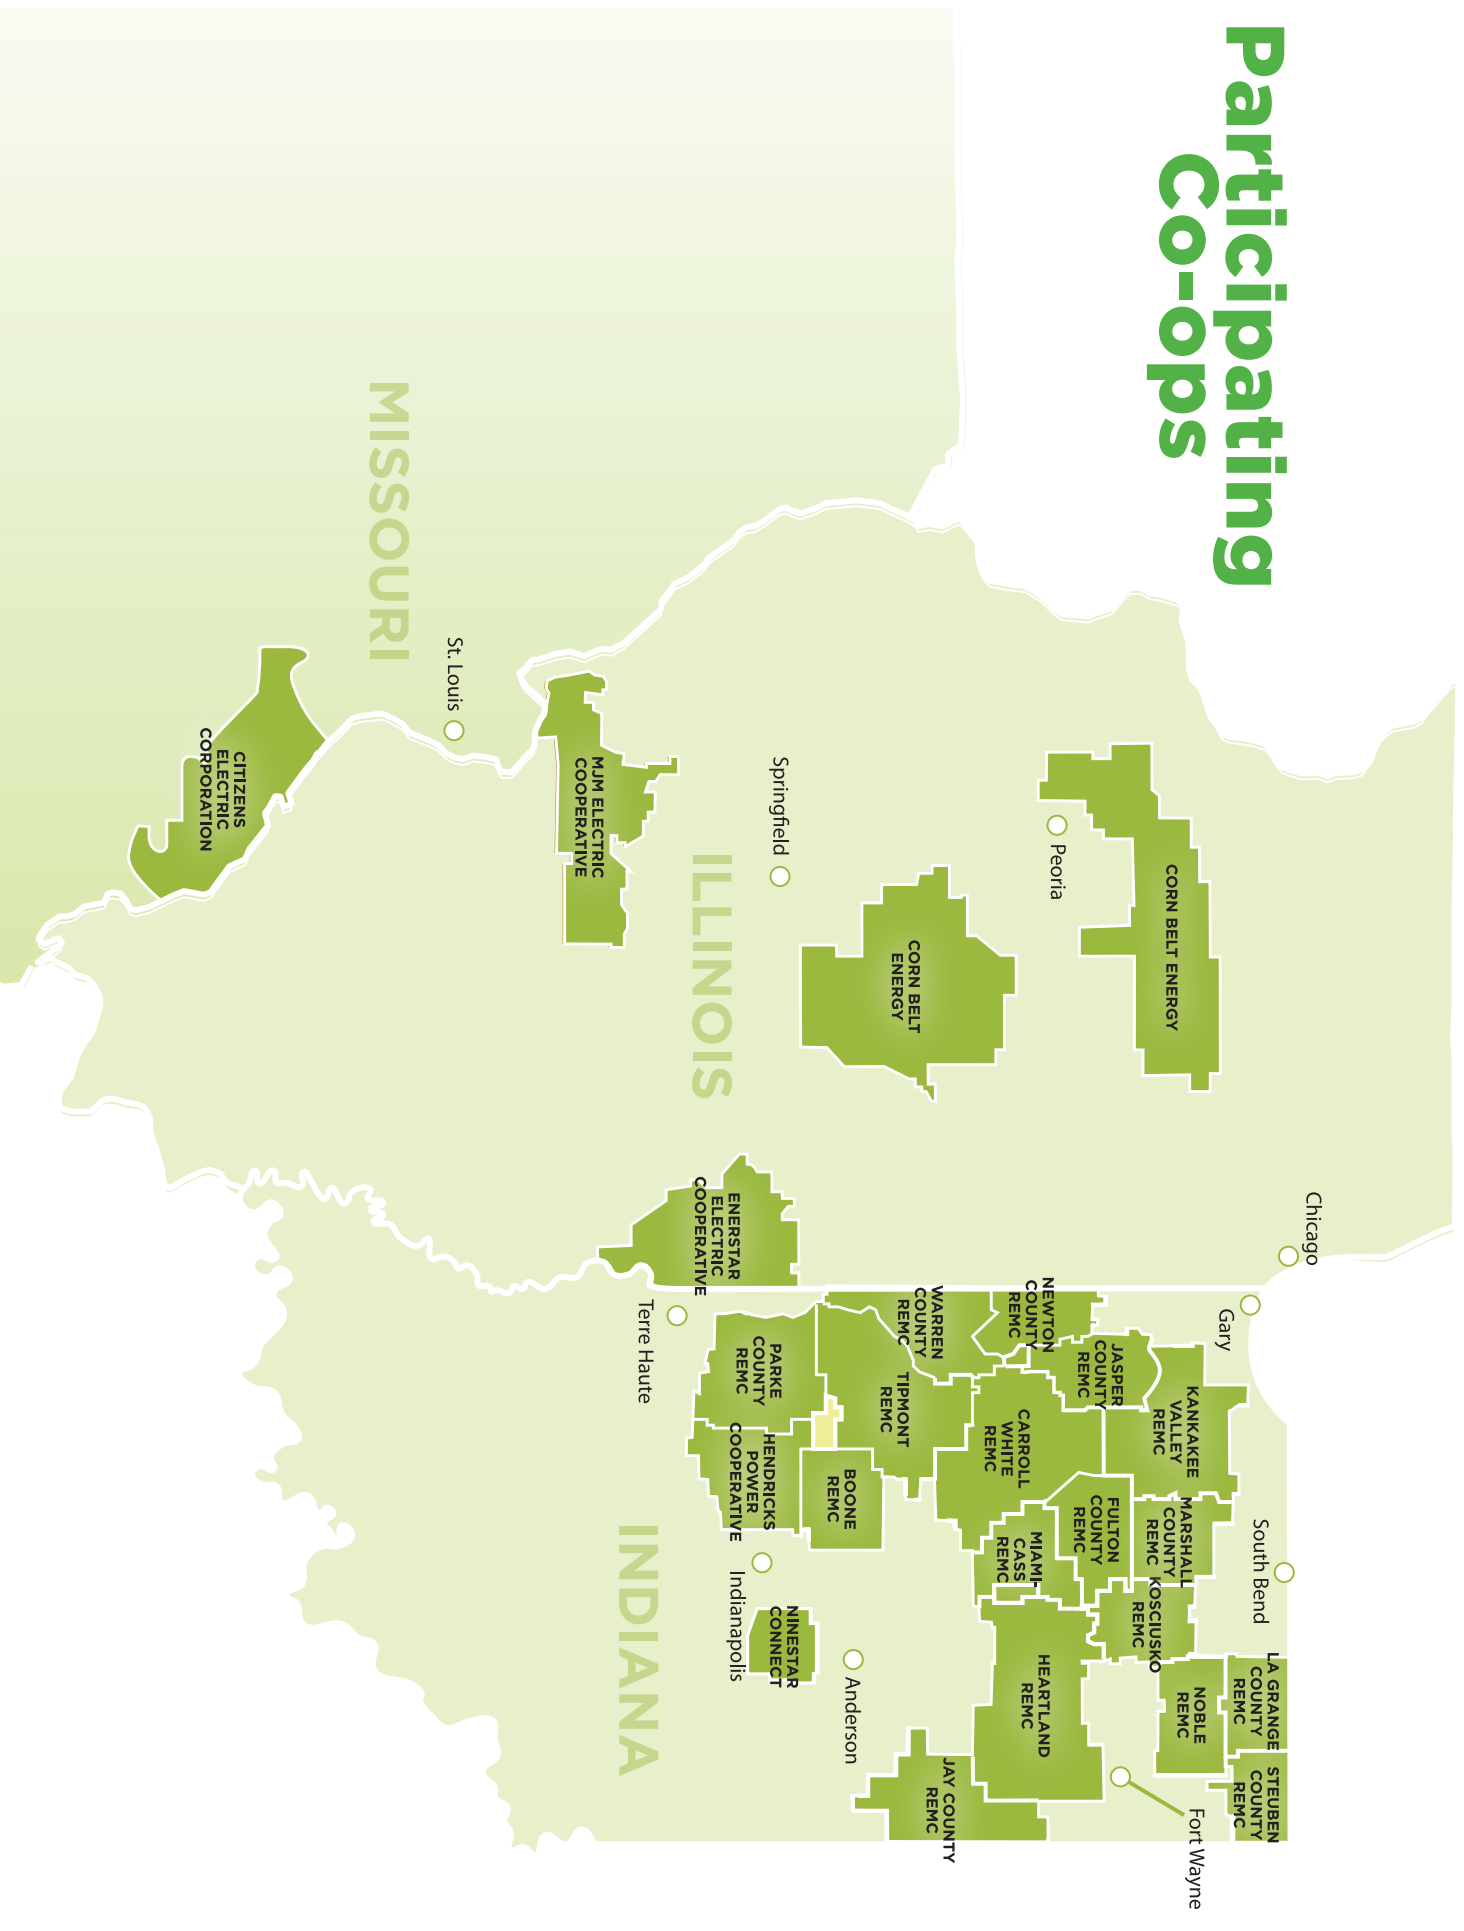 Participating
Co-ops
MISSOURI
ILLINOIS
INDIANA
St. Louis
Springfield
Peoria
Chicago
Gary
South Bend
Fort Wayne
Anderson
Indianapolis
Terre Haute
CITIZENS
ELECTRIC
CORPORATION
MJM ELECTRIC
COOPERATIVE
CORN BELT ENERGY
CORN BELT
ENERGY
ENERSTAR
ELECTRIC
COOPERATIVE
NEWTON
COUNTY
REMC
WARREN
COUNTY
REMC
JASPER
COUNTY
REMC
KANKAKEE
VALLEY
REMC
TIPMONT
REMC
CARROLL
WHITE
REMC
PARKE
COUNTY
REMC
HENDRICKS
POWER
COOPERATIVE
BOONE
REMC
FULTON
COUNTY
REMC
MARSHALL
COUNTY
REMC
MIAMI-
CASS
REMC
KOSCIUSKO
REMC
NINESTAR
CONNECT
HEARTLAND
REMC
NOBLE
REMC
LA GRANGE
COUNTY
REMC
STEUBEN
COUNTY
REMC
JAY COUNTY
REMC